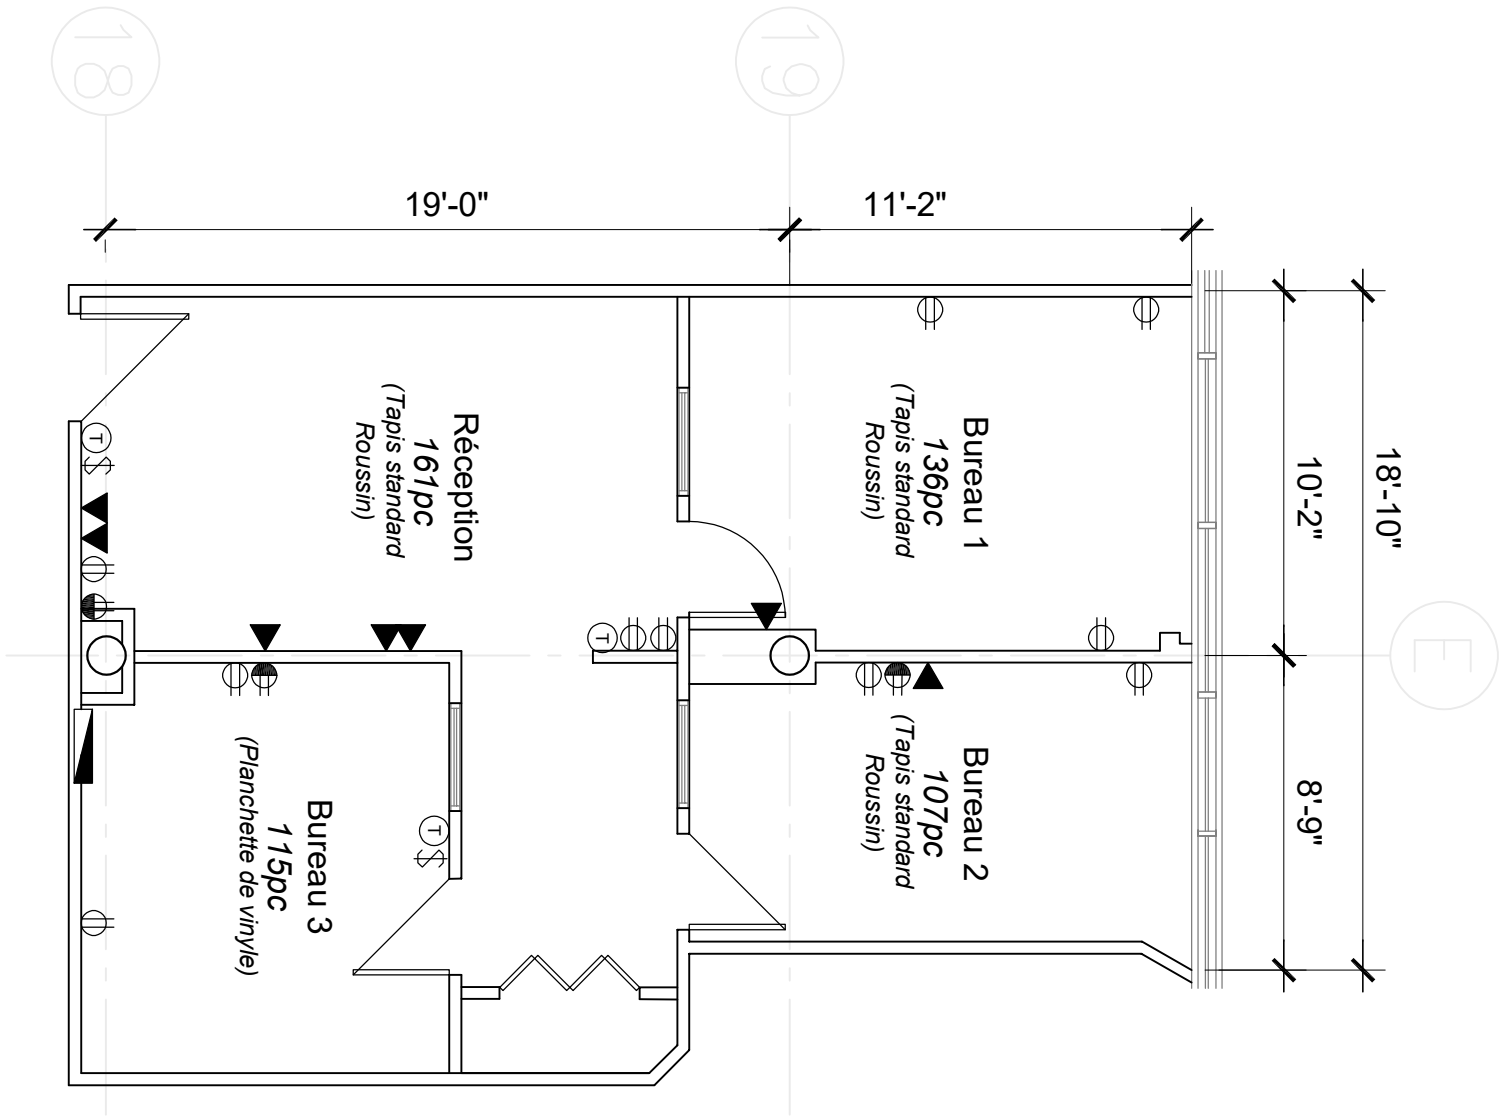 18
19
19'-0"
11'-2"
18'-10"
10'-2"
8'-9"
E
Réception
161pc
(Tapis standard
Roussin)
Bureau 1
136pc
(Tapis standard
Roussin)
Bureau 2
107pc
(Tapis standard
Roussin)
Bureau 3
115pc
(Planchette de vinyle)
T
$
T
T
$